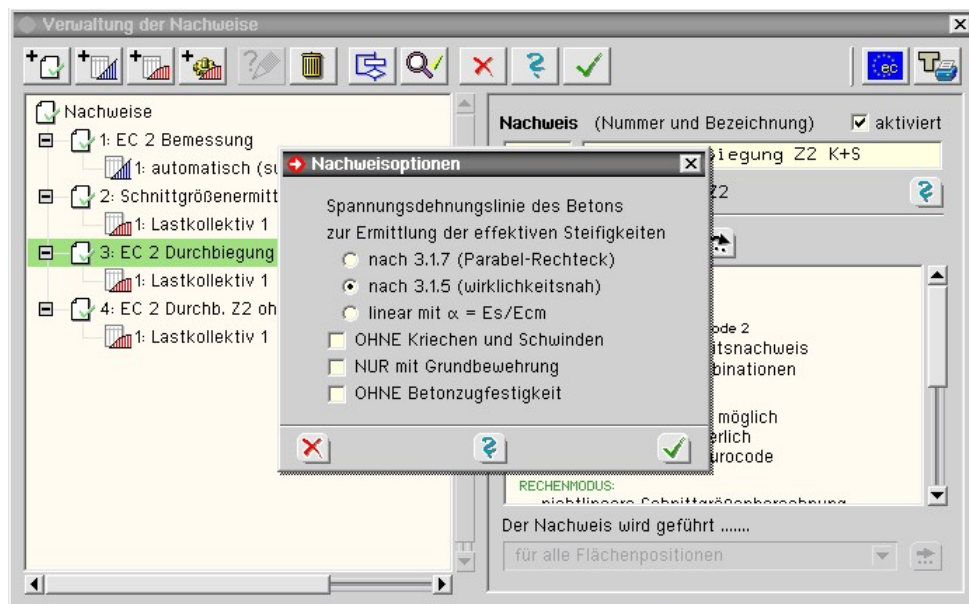 Verwaltung der Nachweise
ec
Nachweise
1: EC 2 Bemessung
1: automatisch
2: Schnittgrößenermitt
1: Lastkollektiv 1
3: EC 2 Durchbiegung
1: Lastkollektiv 1
4: EC 2 Durchb. Z2 oh
1: Lastkollektiv 1
Nachweis (Nummer und Bezeichnung) aktiviert
iegung Z2 K+S
Z2
ode 2
itsnachweis
binationen
möglich
erlich
urocode
RECHENMODUS:
nichtlineare Schnittgrößenberechnung
Der Nachweis wird geführt .......
für alle Flächenpositionen
Nachweisoptionen
Spannungsdehnungslinie des Betons
zur Ermittlung der effektiven Steifigkeiten
nach 3.1.7 (Parabel-Rechteck)
nach 3.1.5 (wirklichkeitsnah)
linear mit α = Es/Ecm
OHNE Kriechen und Schwinden
NUR mit Grundbewehrung
OHNE Betonzugfestigkeit